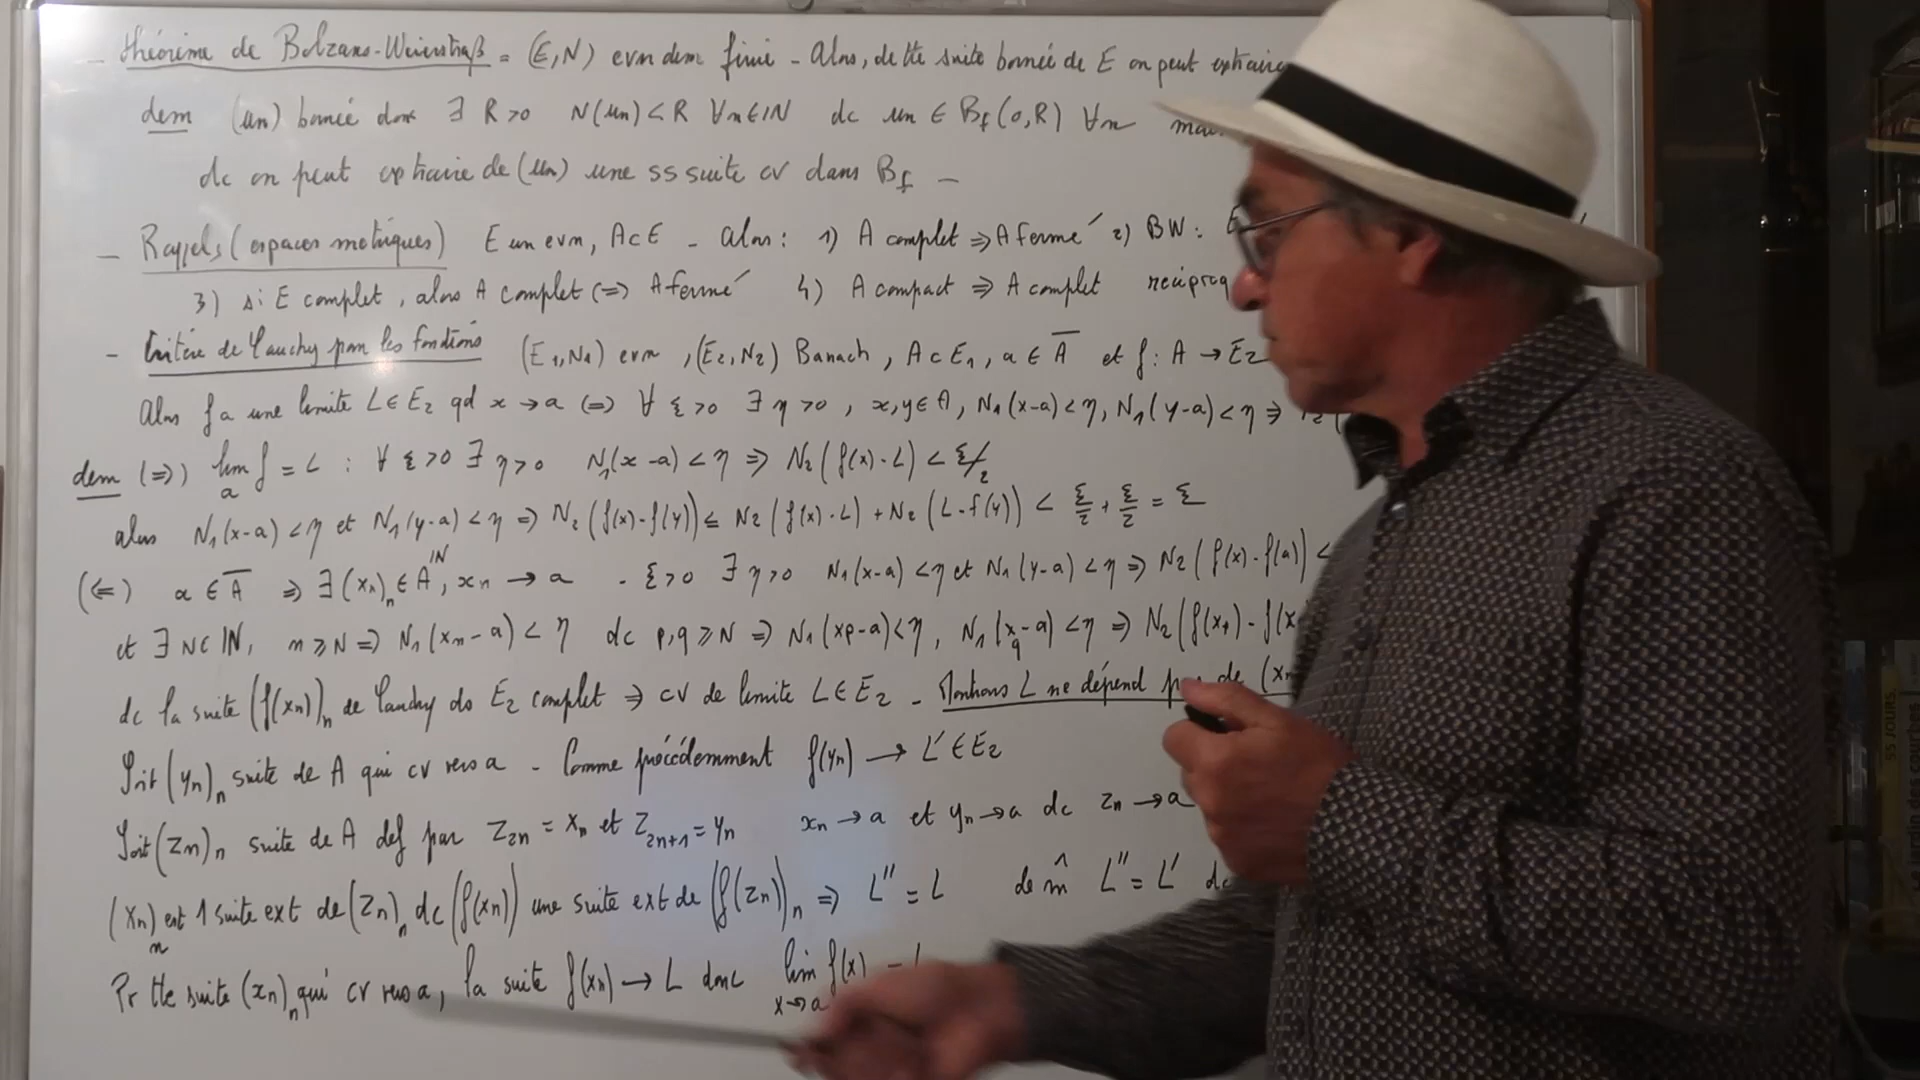 - théorème de Bolzano-Weierstraß = (E,N) evn dem finie - Alors, de tte suite bornée de E on peut extraire
dem (un) bornée donc ∃ R>0 N(un)<R ∀n∈IN dc un ∈ Bf(0,R) ∀n mai
dc on peut extraire de (un) une ss suite cv dans Bf -
- Rappels (espaces métriques) E un evn, A⊂E - Alors : 1) A complet ⇒ A fermé 2) BW :
3) si E complet, alors A complet ⇔ A fermé 4) A compact ⇒ A complet réciproq
- Critère de Cauchy pour les fonctions (E1,N1) evn, (E2,N2) Banach, A⊂E1, a∈A̅ et f : A → E2
Alors f a une limite L∈E2 qd x→a ⇔ ∀ε>0 ∃η>0, x,y∈A, N1(x-a)<η, N1(y-a)<η ⇒
dem (⇒) lim_a f = L : ∀ε>0 ∃η>0 N1(x-a)<η ⇒ N2(f(x)-L)<ε/2
alors N1(x-a)<η et N1(y-a)<η ⇒ N2(f(x)-f(y)) ≤ N2(f(x)-L)+N2(L-f(y)) < ε/2 + ε/2 = ε
(⇐) a∈A̅ ⇒ ∃(xn)n∈A^IN, xn→a - ε>0 ∃η>0 N1(x-a)<η et N1(y-a)<η ⇒ N2(f(x)-f(a))<
et ∃N∈IN, n≥N ⇒ N1(xn-a)<η dc p,q≥N ⇒ N1(xp-a)<η, N1(xq-a)<η ⇒ N2(f(x)-f(x
dc la suite (f(xn))n de Cauchy ds E2 complet ⇒ cv de limite L∈E2 - Montrons L ne dépend de (xn
Soit (yn)n suite de A qui cv vers a - Comme précédemment f(yn) → L'∈E2
Soit (zn)n suite de A def par z2n = xn et z2n+1 = yn xn→a et yn→a dc zn→a
(xn)n est 1 suite ext de (zn)n dc (f(xn)) une suite ext de (f(zn))n ⇒ L''=L de m̂ L''=L' dc
Pr tte suite (xn)n qui cv vers a, la suite f(xn) → L donc lim_{x→a} f(x) =